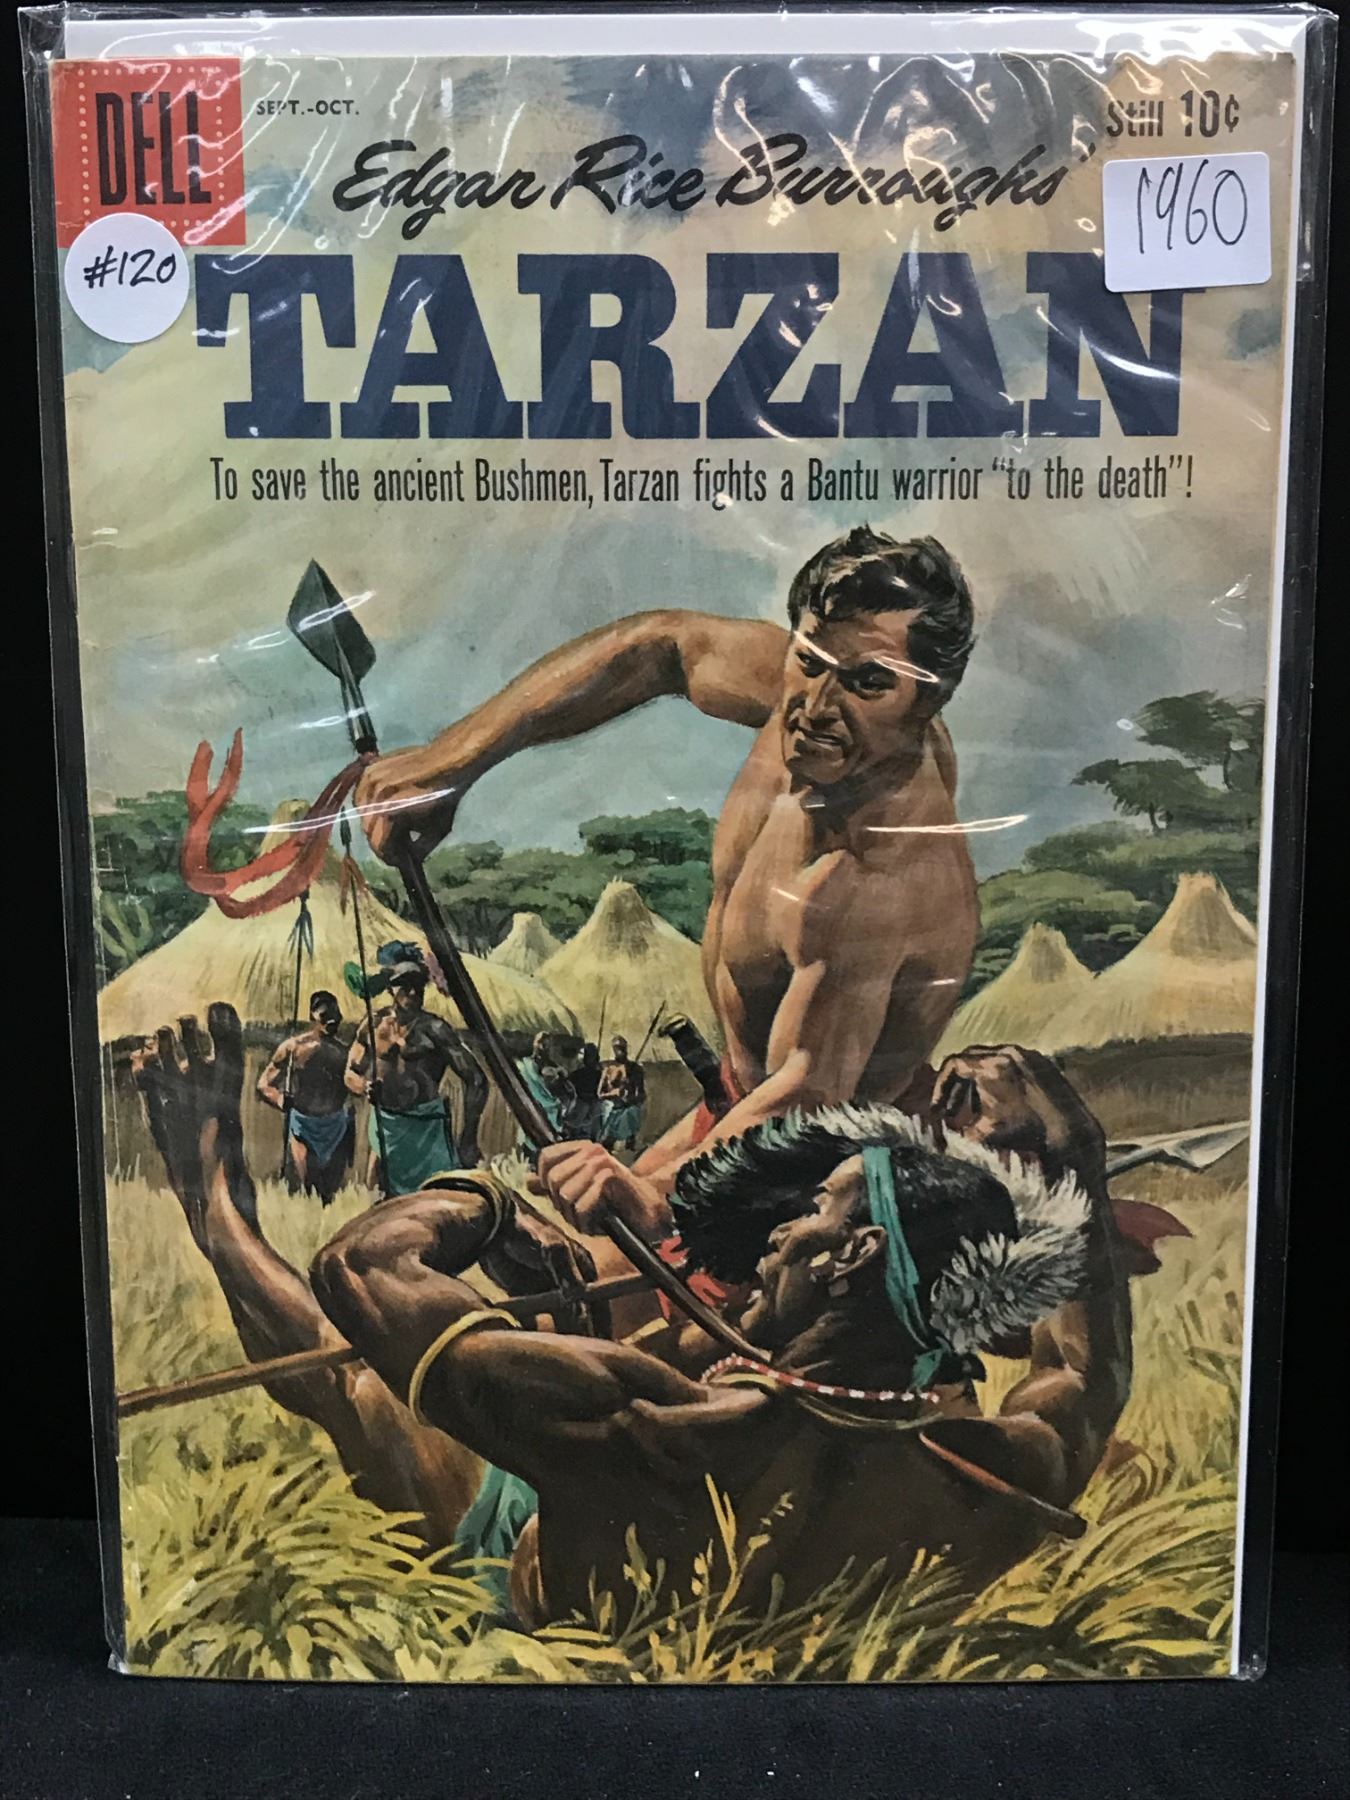 DELL
SEPT.-OCT.
Still 10¢
Edgar Rice Burroughs'
1960
#120
TARZAN
To save the ancient Bushmen, Tarzan fights a Bantu warrior "to the death"!